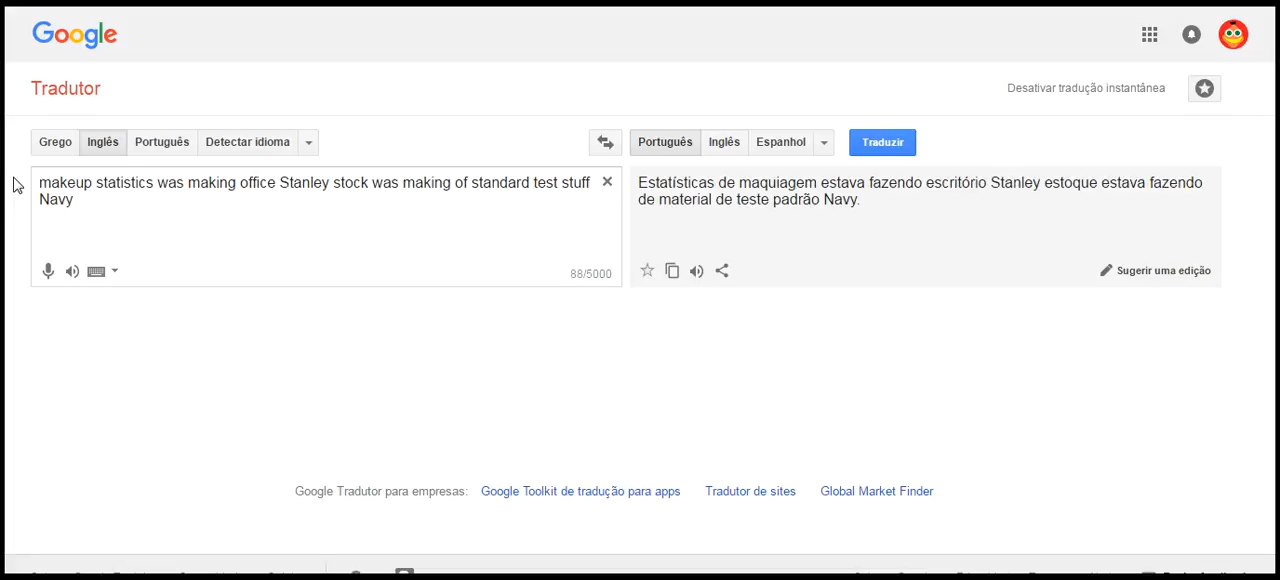 Google
Tradutor
Desativar tradução instantânea
Grego Inglês Português Detectar idioma
Português Inglês Espanhol Traduzir
makeup statistics was making office Stanley stock was making of standard test stuff
Navy
88/5000
Estatísticas de maquiagem estava fazendo escritório Stanley estoque estava fazendo
de material de teste padrão Navy.
Sugerir uma edição
Google Tradutor para empresas: Google Toolkit de tradução para apps Tradutor de sites Global Market Finder